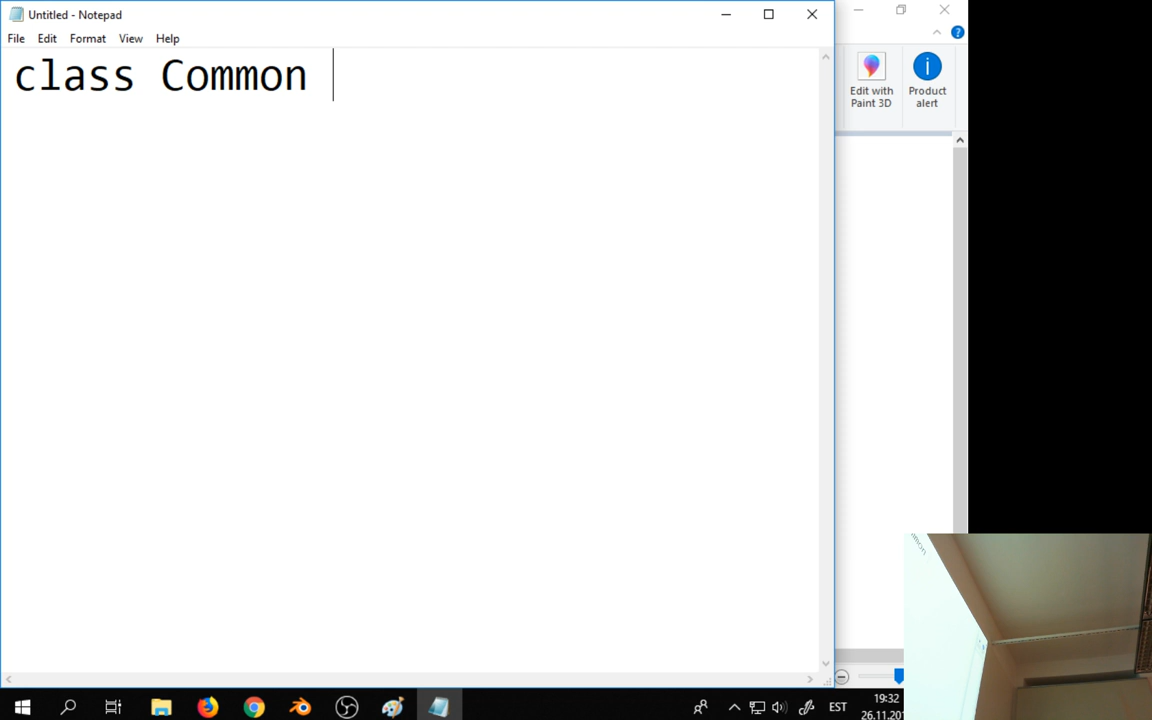 Untitled - Notepad
File Edit Format View Help
class Common
Edit with
Paint 3D
Product
alert
EST
19:32